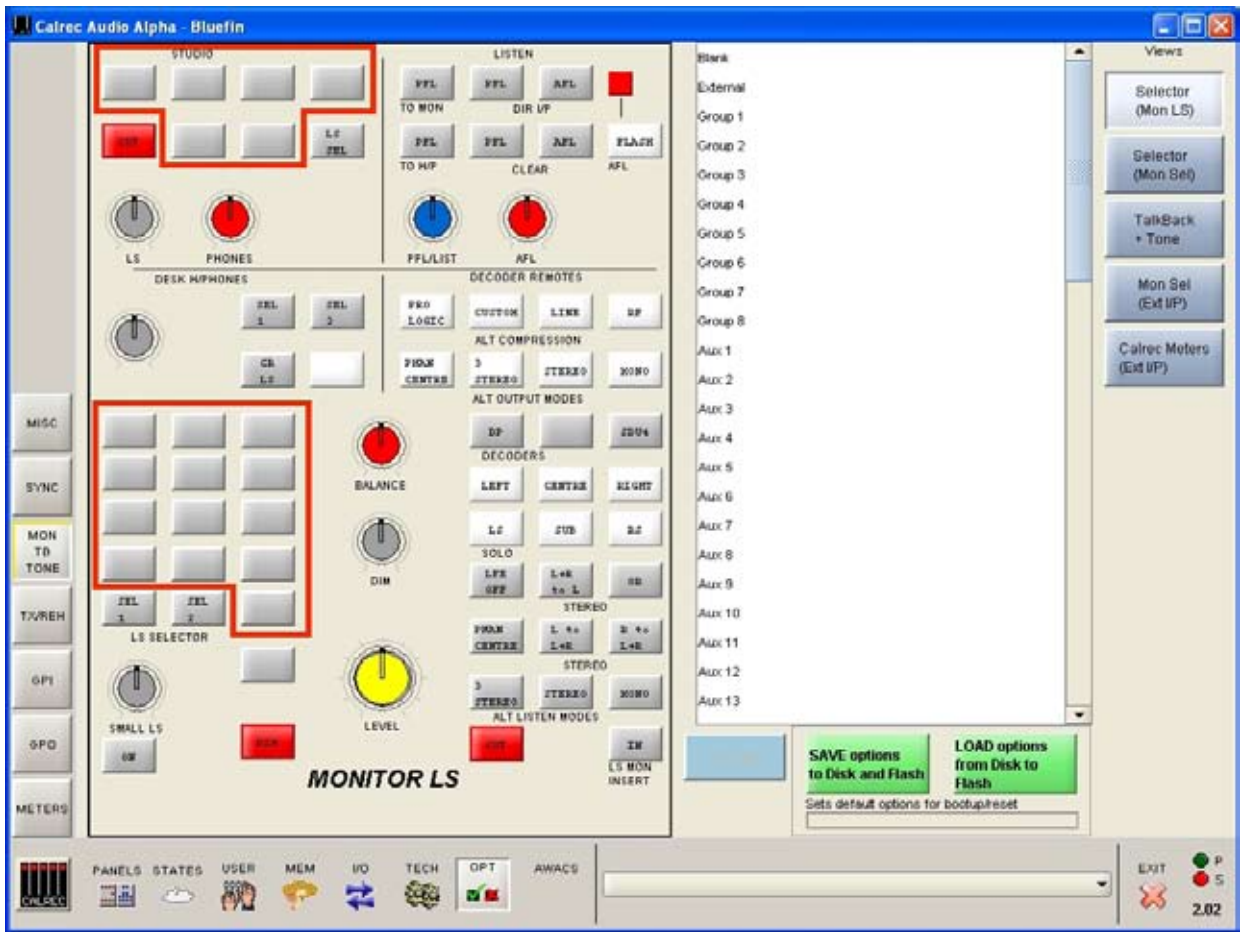 Calrec Audio Alpha - Bluefin
STUDIO
LISTEN
PFL
PFL
AFL
TO MON
DIR I/P
CUT
LS SEL
PFL
PFL
AFL
FLASH
TO H/P
CLEAR
AFL
LS
PHONES
PFL/LIST
AFL
DESK H/PHONES
DECODER REMOTES
SEL 1
SEL 2
PRO LOGIC
CUSTOM
LINE
RF
ALT COMPRESSION
CR LS
PHAN CENTRE
3 STEREO
STEREO
MONO
ALT OUTPUT MODES
DP
SDU4
DECODERS
BALANCE
LEFT
CENTRE
RIGHT
LS
SUB
RS
SOLO
DIM
LFE OFF
L+R to L
STEREO
SEL 1
SEL 2
LS SELECTOR
PHAN CENTRE
L to L+R
R to L+R
STEREO
3 STEREO
STEREO
MONO
ALT LISTEN MODES
SMALL LS
LEVEL
ON
DIM
CUT
IN
LS MON INSERT
MONITOR LS
MISC
SYNC
MON TB TONE
TX/REH
GPI
GPO
METERS
Blank
External
Group 1
Group 2
Group 3
Group 4
Group 5
Group 6
Group 7
Group 8
Aux 1
Aux 2
Aux 3
Aux 4
Aux 5
Aux 6
Aux 7
Aux 8
Aux 9
Aux 10
Aux 11
Aux 12
Aux 13
SAVE options
to Disk and Flash
LOAD options
from Disk to
Flash
Sets default options for bootup/reset
Views
Selector
(Mon LS)
Selector
(Mon Sel)
TalkBack
+ Tone
Mon Sel
(Ext I/P)
Calrec Meters
(Ext I/P)
CALREC
PANELS
STATES
USER
MEM
I/O
TECH
OPT
AWACS
EXIT
P
S
2.02